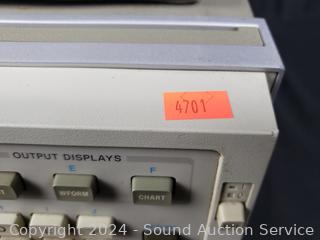 4701
OUTPUT DISPLAYS
E
F
WFORM
CHART
Copyright 2024 - Sound Auction Service